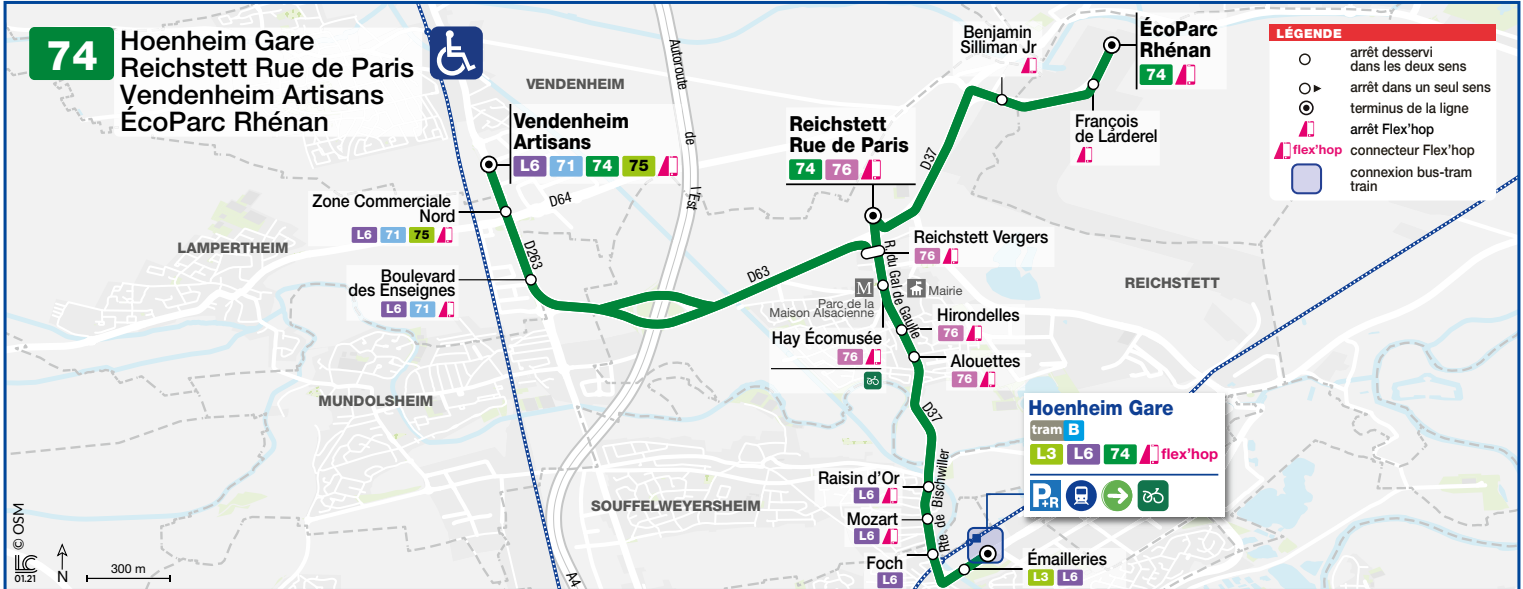 74
Hoenheim Gare
Reichstett Rue de Paris
Vendenheim Artisans
ÉcoParc Rhénan
VENDENHEIM
Autoroute
de
l'Est
Vendenheim
Artisans
L6 71 74 75
Zone Commerciale
Nord
L6 71 75
D64
LAMPERTHEIM
D263
Boulevard
des Enseignes
L6 71
D63
MUNDOLSHEIM
SOUFFELWEYERSHEIM
A4
Benjamin
Silliman Jr
ÉcoParc
Rhénan
74
François
de Larderel
Reichstett
Rue de Paris
74 76
D37
Reichstett Vergers
76
R. du Gal de Gaulle
M
Mairie
Parc de la
Maison Alsacienne
Hirondelles
76
Hay Écomusée
76
Alouettes
76
REICHSTETT
D37
Rte. de Bischwiller
Raisin d'Or
L6
Mozart
L6
Foch
L6
Émailleries
L3 L6
Hoenheim Gare
tram B
L3 L6 74 flex'hop
P+R
LÉGENDE
arrêt desservi
dans les deux sens
arrêt dans un seul sens
terminus de la ligne
arrêt Flex'hop
flex'hop connecteur Flex'hop
connexion bus-tram
train
© OSM
LC
01.21
N
300 m